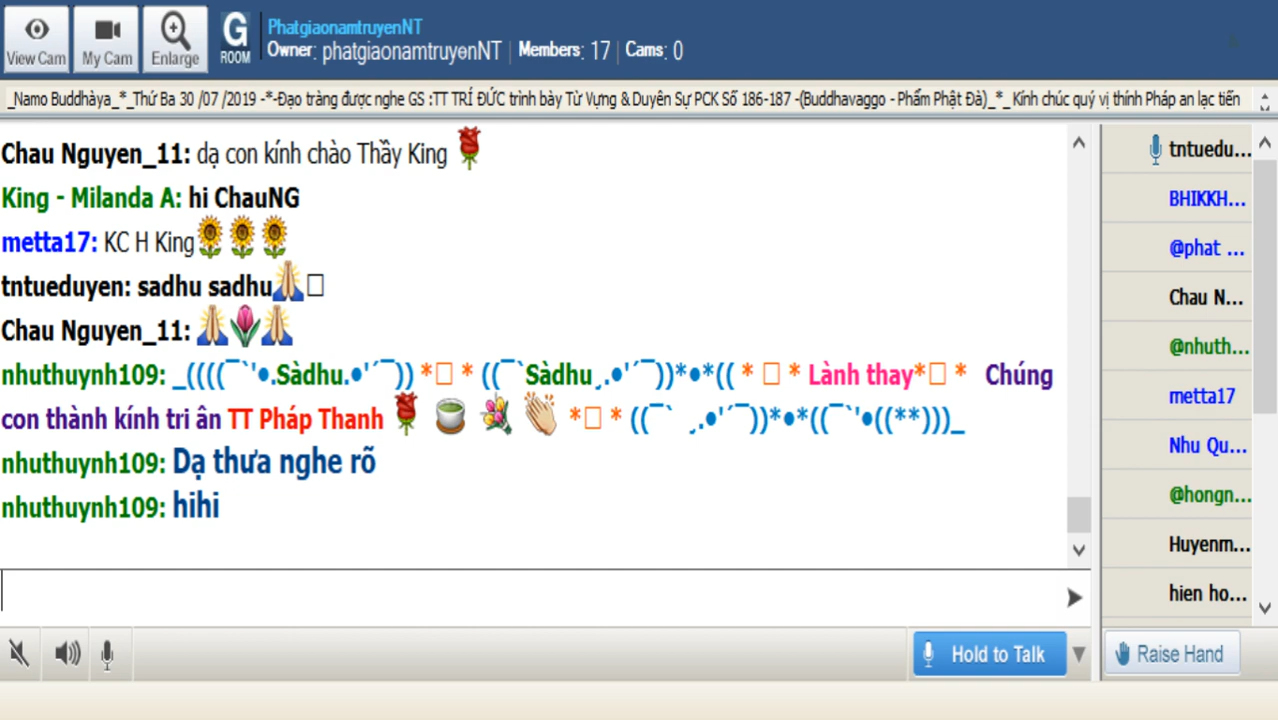 View Cam
My Cam
Enlarge
G
ROOM
PhatgiaonamtruyenNT
Owner: phatgiaonamtruyenNT | Members: 17 | Cams: 0
_Namo Buddhàya_*_Thứ Ba 30 /07 /2019 -*-Đạo tràng được nghe GS :TT TRÍ ĐỨC trình bày Từ Vựng & Duyên Sự PCK Số 186-187 -(Buddhavaggo - Phẩm Phật Đà)_*_ Kính chúc quý vị thính Pháp an lạc tiến
Chau Nguyen_11: dạ con kính chào Thầy King 🌹
King - Milanda A: hi ChauNG
metta17: KC H King🌻🌻🌻
tntueduyen: sadhu sadhu🙏□
Chau Nguyen_11: 🙏🌷🙏
nhuthuynh109: _((((¯`'●.Sàdhu.●'´¯)) *□ * ((¯`Sàdhu¸.●'´¯))*●*(( * □ * Lành thay*□ * Chúng
con thành kính tri ân TT Pháp Thanh 🌹 🍵 💐 👏 *□ * ((¯` ¸.●'´¯))*●*((¯`'●((**)))_
nhuthuynh109: Dạ thưa nghe rõ
nhuthuynh109: hihi
tntuedu...
BHIKKH...
@phat ...
Chau N...
@nhuth...
metta17
Nhu Qu...
@hongn...
Huyenm...
hien ho...
Hold to Talk
Raise Hand